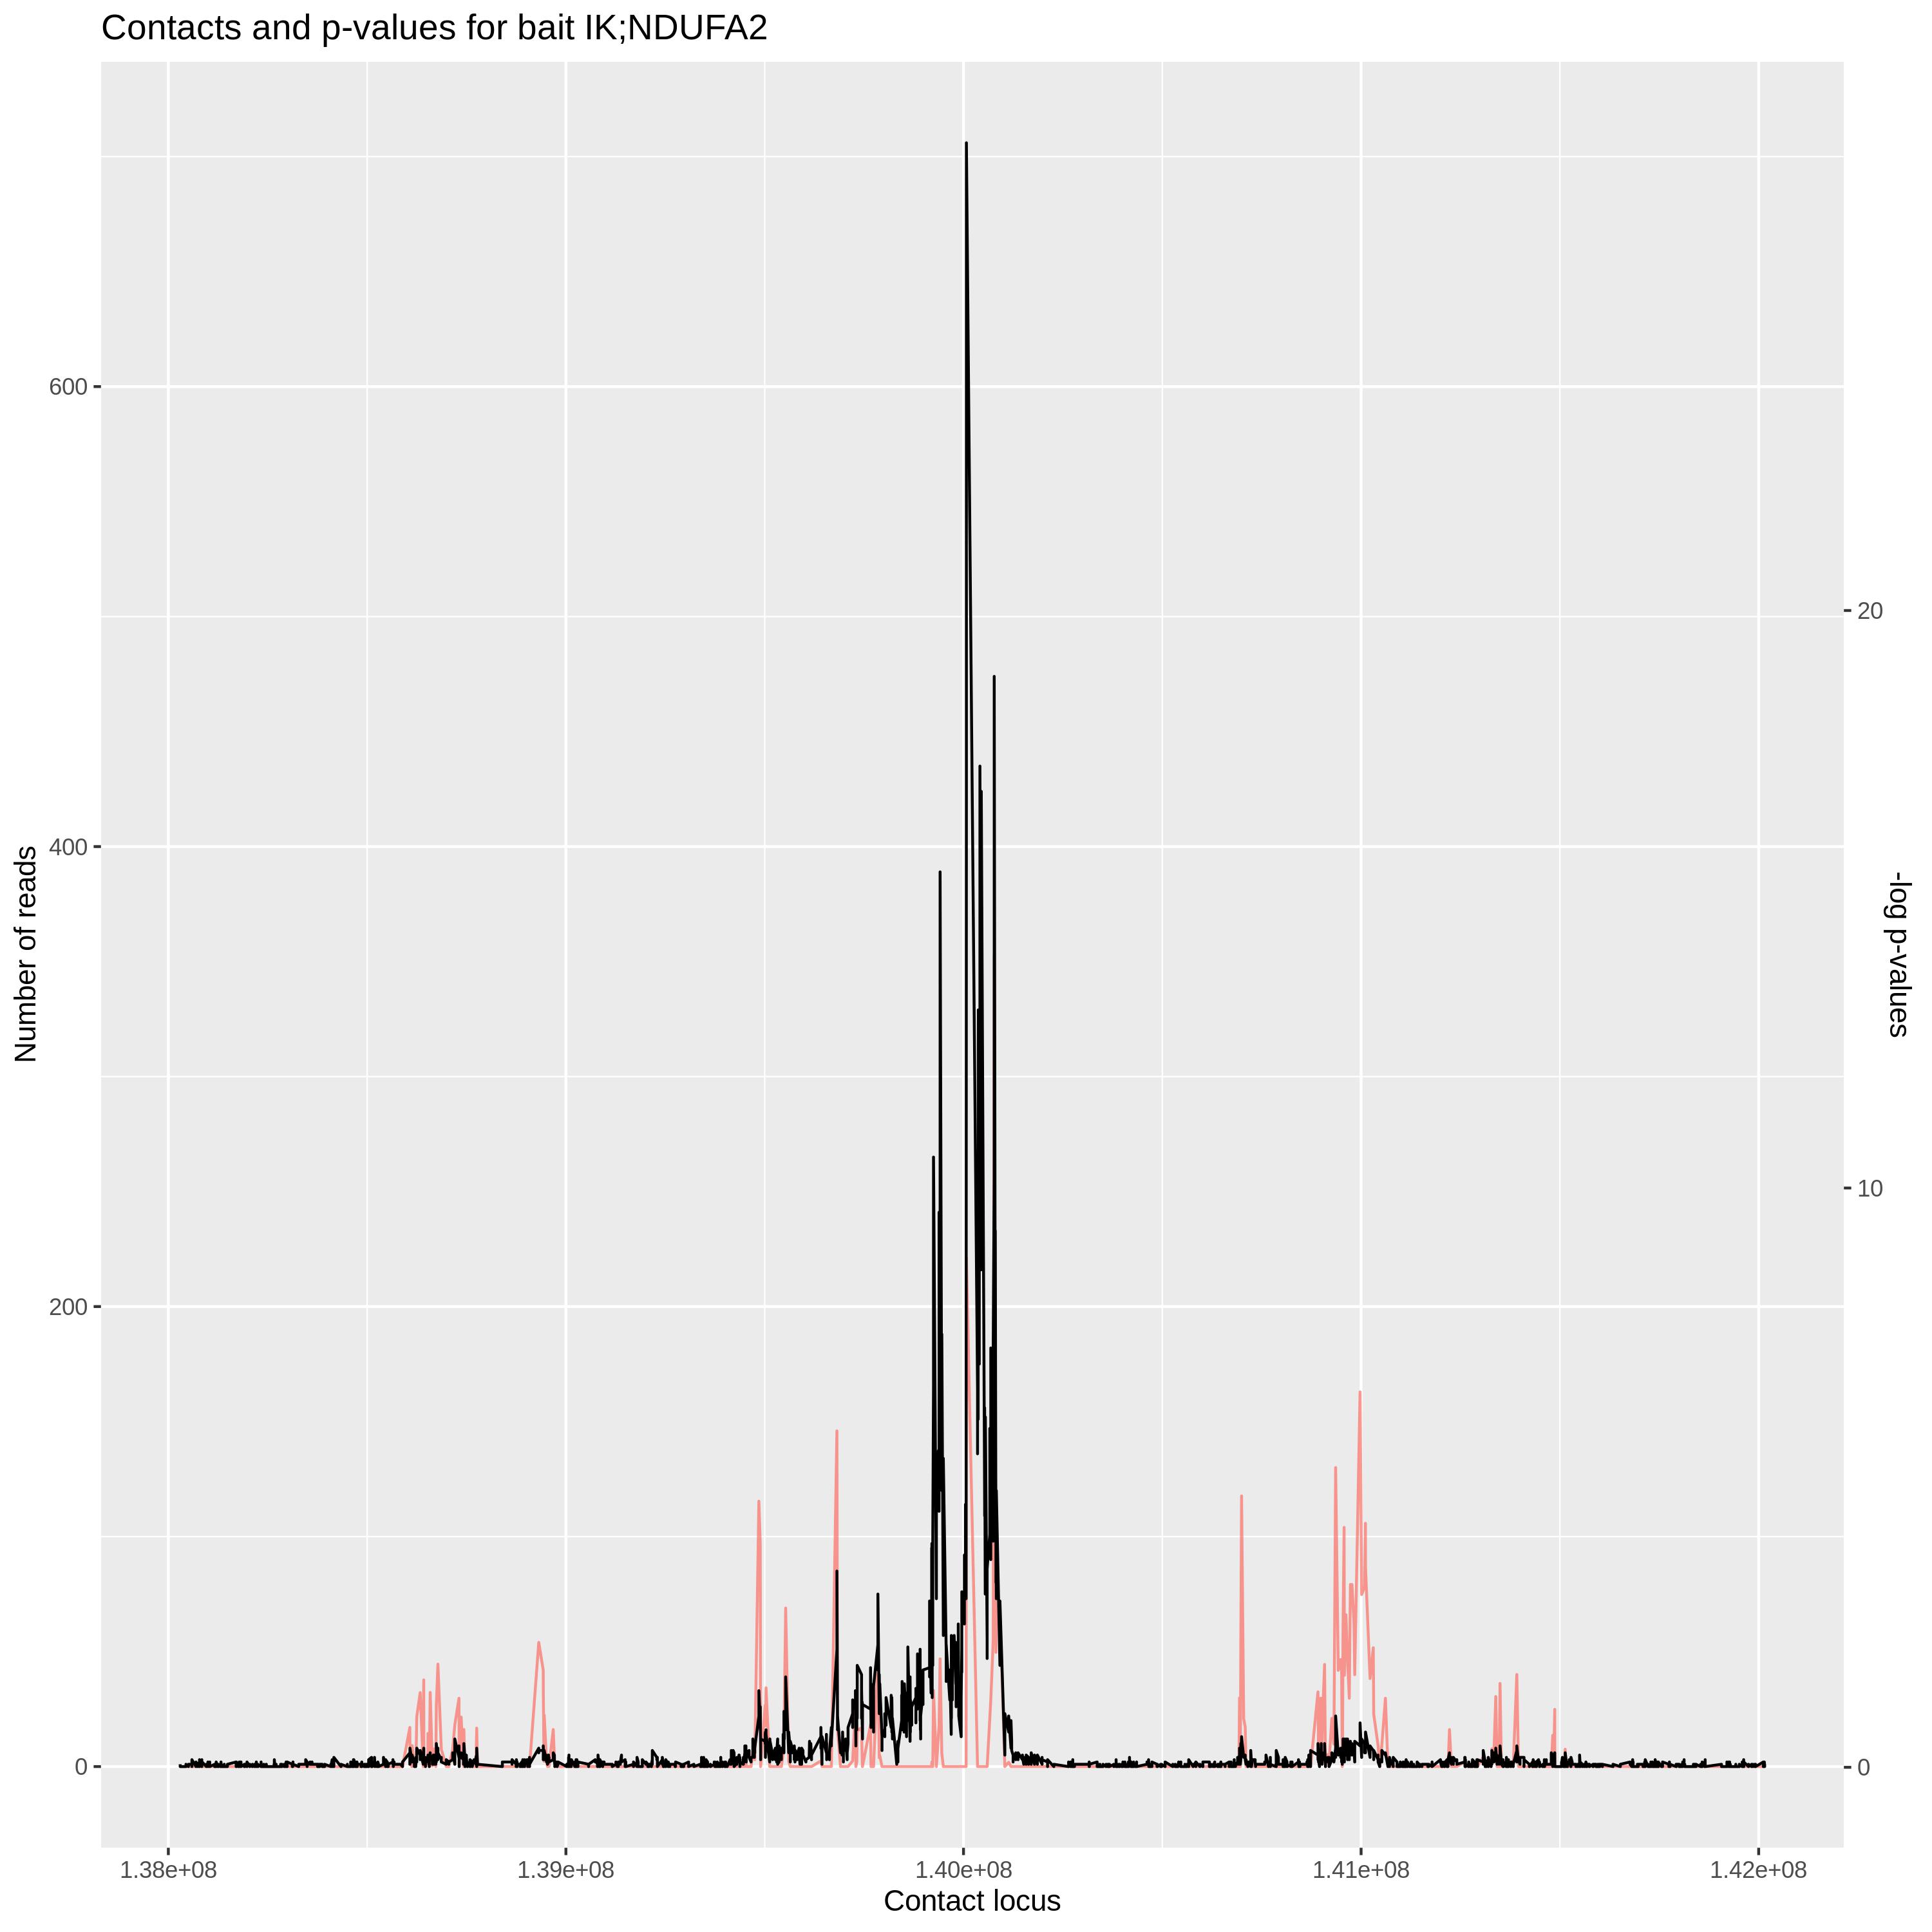 Contacts and p-values for bait IK;NDUFA2
Number of reads
600
400
200
0
-log p-values
20
10
0
1.38e+08
1.39e+08
1.40e+08
1.41e+08
1.42e+08
Contact locus